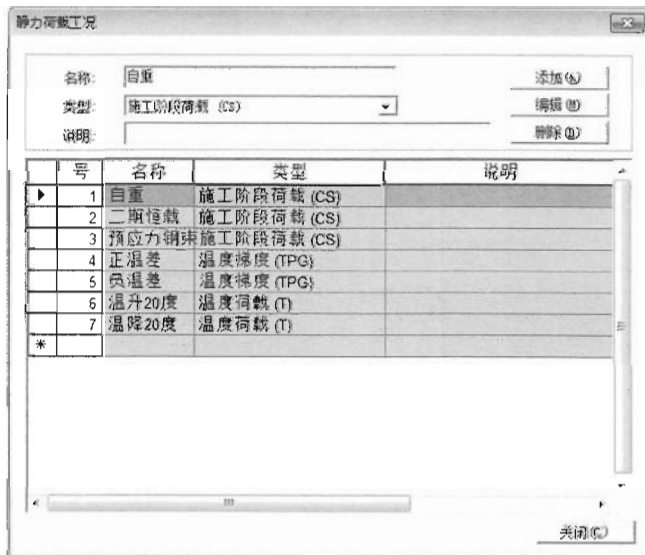 静力荷载工况
名称: 自重 添加(A)
类型: 施工阶段荷载 (CS) 编辑(M)
说明: 删除(D)
号 名称 类型 说明
1 自重 施工阶段荷载 (CS)
2 二期恒载 施工阶段荷载 (CS)
3 预应力钢束 施工阶段荷载 (CS)
4 正温差 温度梯度 (TPG)
5 负温差 温度梯度 (TPG)
6 温升20度 温度荷载 (T)
7 温降20度 温度荷载 (T)
*
关闭(C)